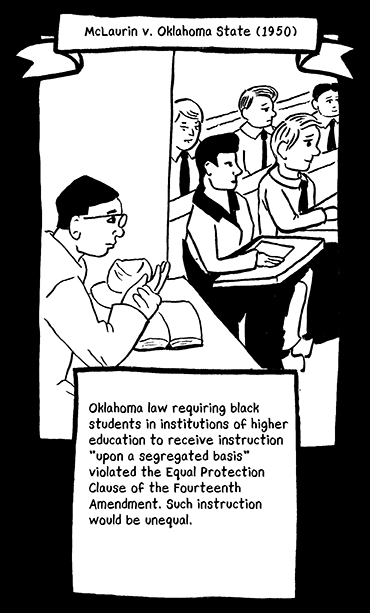 McLaurin v. Oklahoma State (1950)
Oklahoma law requiring black
students in institutions of higher
education to receive instruction
"upon a segregated basis"
violated the Equal Protection
Clause of the Fourteenth
Amendment. Such instruction
would be unequal.